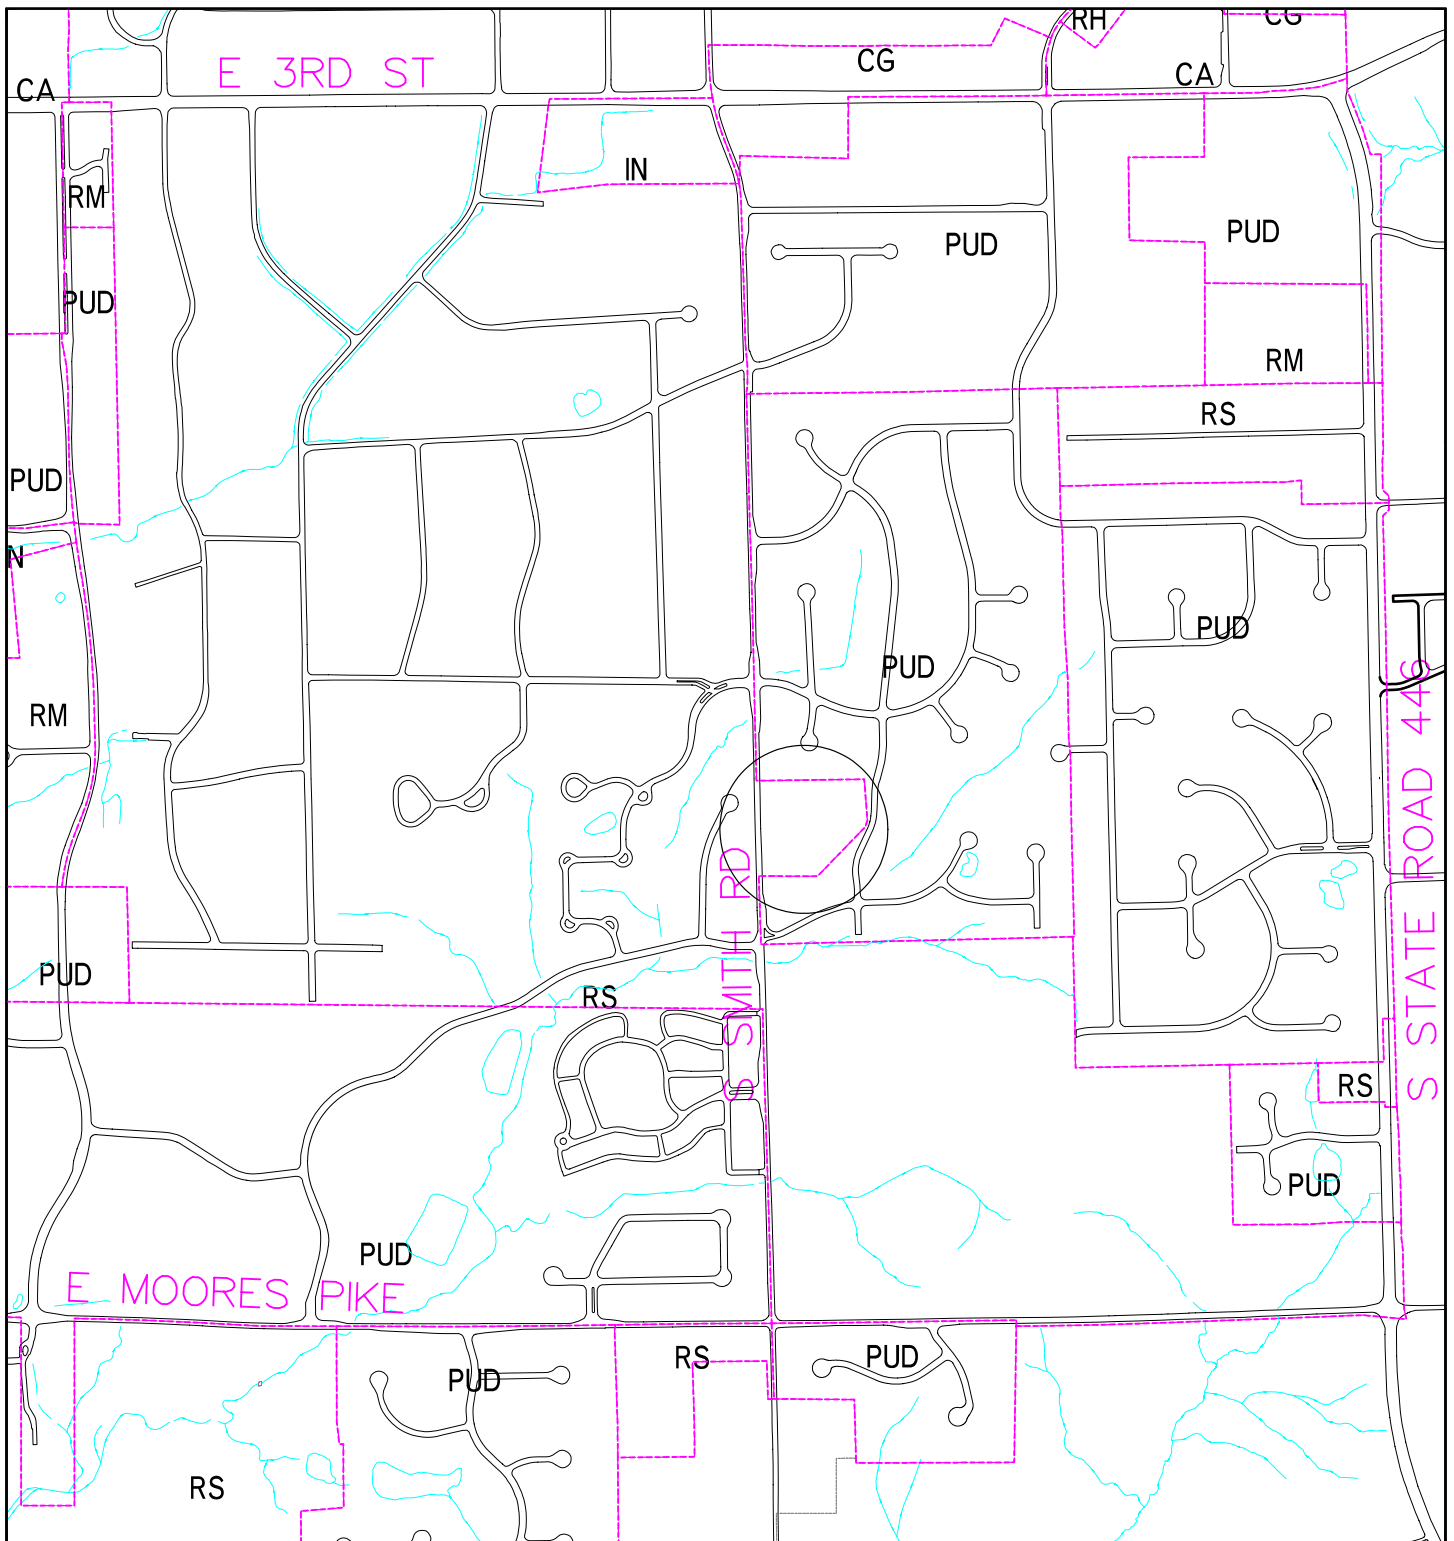 RH
CG
CG
E 3RD ST
CA
CA
IN
RM
PUD
PUD
PUD
RM
RS
PUD
N
PUD
PUD
RM
S STATE ROAD 446
S SMITH RD
PUD
RS
RS
PUD
PUD
E MOORES PIKE
RS
PUD
PUD
RS